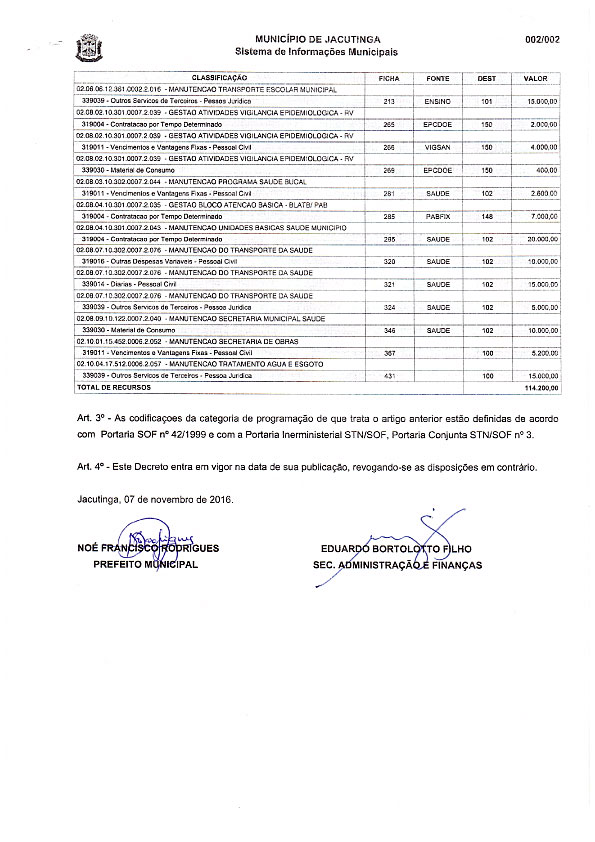 MUNICÍPIO DE JACUTINGA 002/002
Sistema de Informações Municipais
CLASSIFICAÇÃO FICHA FONTE DEST VALOR
02.06.06.12.361.0002.2.016 - MANUTENCAO TRANSPORTE ESCOLAR MUNICIPAL
339039 - Outros Servicos de Terceiros - Pessoa Juridica 213 ENSINO 101 15.000,00
02.08.02.10.301.0007.2.039 - GESTAO ATIVIDADES VIGILANCIA EPIDEMIOLOGICA - RV
319004 - Contratacao por Tempo Determinado 265 EPCDOE 150 2.000,00
02.08.02.10.301.0007.2.039 - GESTAO ATIVIDADES VIGILANCIA EPIDEMIOLOGICA - RV
319011 - Vencimentos e Vantagens Fixas - Pessoal Civil 266 VIGSAN 150 4.000,00
02.08.02.10.301.0007.2.039 - GESTAO ATIVIDADES VIGILANCIA EPIDEMIOLOGICA - RV
339030 - Material de Consumo 269 EPCDOE 150 400,00
02.08.03.10.302.0007.2.044 - MANUTENCAO PROGRAMA SAUDE BUCAL
319011 - Vencimentos e Vantagens Fixas - Pessoal Civil 281 SAUDE 102 2.600,00
02.08.04.10.301.0007.2.035 - GESTAO BLOCO ATENCAO BASICA - BLATB/ PAB
319004 - Contratacao por Tempo Determinado 285 PABFIX 148 7.000,00
02.08.04.10.301.0007.2.043 - MANUTENCAO UNIDADES BASICAS SAUDE MUNICIPIO
319004 - Contratacao por Tempo Determinado 295 SAUDE 102 20.000,00
02.08.07.10.302.0007.2.076 - MANUTENCAO DO TRANSPORTE DA SAUDE
319016 - Outras Despesas Variaveis - Pessoal Civil 320 SAUDE 102 13.000,00
02.08.07.10.302.0007.2.076 - MANUTENCAO DO TRANSPORTE DA SAUDE
339014 - Diarias - Pessoal Civil 321 SAUDE 102 15.000,00
02.08.07.10.302.0007.2.076 - MANUTENCAO DO TRANSPORTE DA SAUDE
339039 - Outros Servicos de Terceiros - Pessoa Juridica 324 SAUDE 102 5.000,00
02.08.09.10.122.0007.2.040 - MANUTENCAO SECRETARIA MUNICIPAL SAUDE
339030 - Material de Consumo 346 SAUDE 102 10.000,00
02.10.01.15.452.0006.2.052 - MANUTENCAO SECRETARIA DE OBRAS
319011 - Vencimentos e Vantagens Fixas - Pessoal Civil 367 100 5.200,00
02.10.04.17.512.0006.2.057 - MANUTENCAO TRATAMENTO AGUA E ESGOTO
339039 - Outros Servicos de Terceiros - Pessoa Juridica 431 100 15.000,00
TOTAL DE RECURSOS 114.200,00
Art. 3º - As codificaçoes da categoria de programação de que trata o artigo anterior estão definidas de acordo
com Portaria SOF nº 42/1999 e com a Portaria Inerministerial STN/SOF, Portaria Conjunta STN/SOF nº 3.
Art. 4º - Este Decreto entra em vigor na data de sua publicação, revogando-se as disposições em contrário.
Jacutinga, 07 de novembro de 2016.
NOÉ FRANCISCO RODRIGUES EDUARDO BORTOLOTTO FILHO
PREFEITO MUNICIPAL SEC. ADMINISTRAÇÃO E FINANÇAS